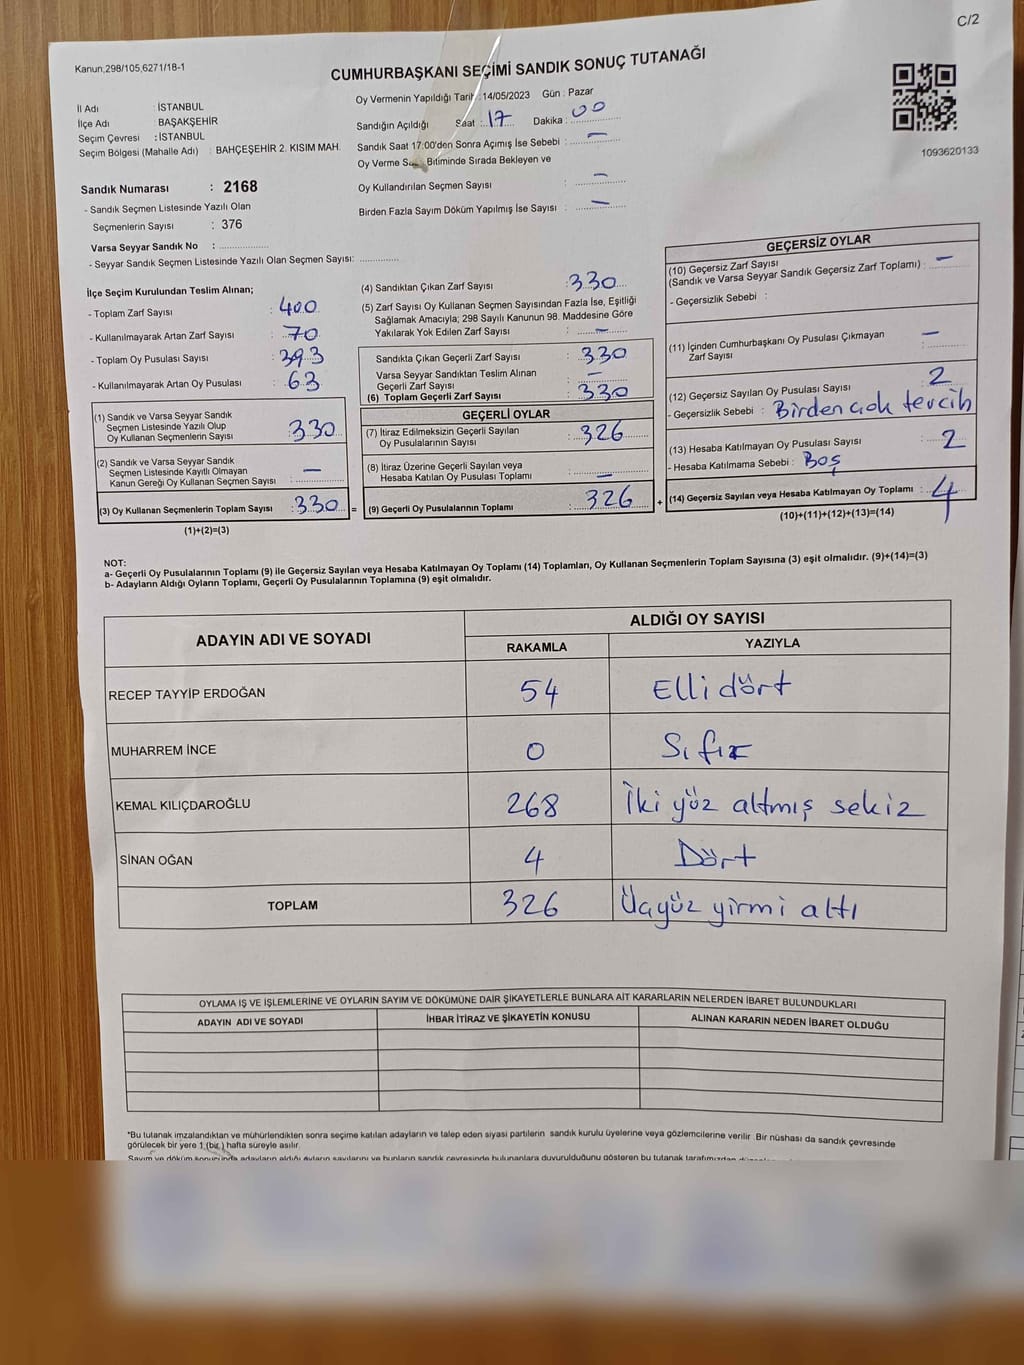 C/2
Kanun,298/105,6271/18-1
CUMHURBAŞKANI SEÇİMİ SANDIK SONUÇ TUTANAĞI
İl Adı : İSTANBUL
İlçe Adı : BAŞAKŞEHİR
Seçim Çevresi : İSTANBUL
Seçim Bölgesi (Mahalle Adı) : BAHÇEŞEHİR 2. KISIM MAH.
Sandık Numarası : 2168
- Sandık Seçmen Listesinde Yazılı Olan
Seçmenlerin Sayısı : 376
Varsa Seyyar Sandık No : ..................
- Seyyar Sandık Seçmen Listesinde Yazılı Olan Seçmen Sayısı: ..............
Oy Vermenin Yapıldığı Tarih : 14/05/2023 Gün : Pazar
Sandığın Açıldığı Saat : 17 Dakika : 00
Sandık Saat 17:00'den Sonra Açımış İse Sebebi : —
Oy Verme Bitiminde Sırada Bekleyen ve
Oy Kullandırılan Seçmen Sayısı : —
Birden Fazla Sayım Döküm Yapılmış İse Sayısı : —
1093620133
İlçe Seçim Kurulundan Teslim Alınan;
- Toplam Zarf Sayısı : 400
- Kullanılmayarak Artan Zarf Sayısı : 70
- Toplam Oy Pusulası Sayısı : 393
- Kullanılmayarak Artan Oy Pusulası : 63
(1) Sandık ve Varsa Seyyar Sandık
Seçmen Listesinde Yazılı Olup
Oy Kullanan Seçmenlerin Sayısı : 330
(2) Sandık ve Varsa Seyyar Sandık
Seçmen Listesinde Kayıtlı Olmayan
Kanun Gereği Oy Kullanan Seçmen Sayısı : —
(3) Oy Kullanan Seçmenlerin Toplam Sayısı : 330 =
(1)+(2)=(3)
(4) Sandıktan Çıkan Zarf Sayısı : 330
(5) Zarf Sayısı Oy Kullanan Seçmen Sayısından Fazla İse, Eşitliği
Sağlamak Amacıyla; 298 Sayılı Kanunun 98. Maddesine Göre
Yakılarak Yok Edilen Zarf Sayısı : —
Sandıkta Çıkan Geçerli Zarf Sayısı : 330
Varsa Seyyar Sandıktan Teslim Alınan
Geçerli Zarf Sayısı : —
(6) Toplam Geçerli Zarf Sayısı : 330
GEÇERLİ OYLAR
(7) İtiraz Edilmeksizin Geçerli Sayılan
Oy Pusulalarının Sayısı : 326
(8) İtiraz Üzerine Geçerli Sayılan veya
Hesaba Katılan Oy Pusulası Toplamı : —
(9) Geçerli Oy Pusulalarının Toplamı : 326 +
GEÇERSİZ OYLAR
(10) Geçersiz Zarf Sayısı
(Sandık ve Varsa Seyyar Sandık Geçersiz Zarf Toplamı) : —
- Geçersizlik Sebebi :
(11) İçinden Cumhurbaşkanı Oy Pusulası Çıkmayan
Zarf Sayısı : —
(12) Geçersiz Sayılan Oy Pusulası Sayısı : 2
- Geçersizlik Sebebi : Birden çok tercih
(13) Hesaba Katılmayan Oy Pusulası Sayısı : 2
- Hesaba Katılmama Sebebi : Boş
(14) Geçersiz Sayılan veya Hesaba Katılmayan Oy Toplamı : 4
(10)+(11)+(12)+(13)=(14)
NOT:
a- Geçerli Oy Pusulalarının Toplamı (9) ile Geçersiz Sayılan veya Hesaba Katılmayan Oy Toplamı (14) Toplamları, Oy Kullanan Seçmenlerin Toplam Sayısına (3) eşit olmalıdır. (9)+(14)=(3)
b- Adayların Aldığı Oyların Toplamı, Geçerli Oy Pusulalarının Toplamına (9) eşit olmalıdır.
ADAYIN ADI VE SOYADI ALDIĞI OY SAYISI
RAKAMLA YAZIYLA
RECEP TAYYİP ERDOĞAN 54 Elli dört
MUHARREM İNCE 0 Sıfır
KEMAL KILIÇDAROĞLU 268 İki yüz altmış sekiz
SİNAN OĞAN 4 Dört
TOPLAM 326 Üçyüz yirmi altı
OYLAMA İŞ VE İŞLEMLERİNE VE OYLARIN SAYIM VE DÖKÜMÜNE DAİR ŞİKAYETLERLE BUNLARA AİT KARARLARIN NELERDEN İBARET BULUNDUKLARI
ADAYIN ADI VE SOYADI İHBAR İTİRAZ VE ŞİKAYETİN KONUSU ALINAN KARARIN NEDEN İBARET OLDUĞU
*Bu tutanak imzalandıktan ve mühürlendikten sonra seçime katılan adayların ve talep eden siyasi partilerin sandık kurulu üyelerine veya gözlemcilerine verilir. Bir nüshası da sandık çevresinde
görülecek bir yere 1 (bir) hafta süreyle asılır.
Sayım ve döküm sonucunda adayların aldığı oyların sayılarını ve bunların sandık çevresinde bulunanlara duyurulduğunu gösteren bu tutanak tarafımızdan